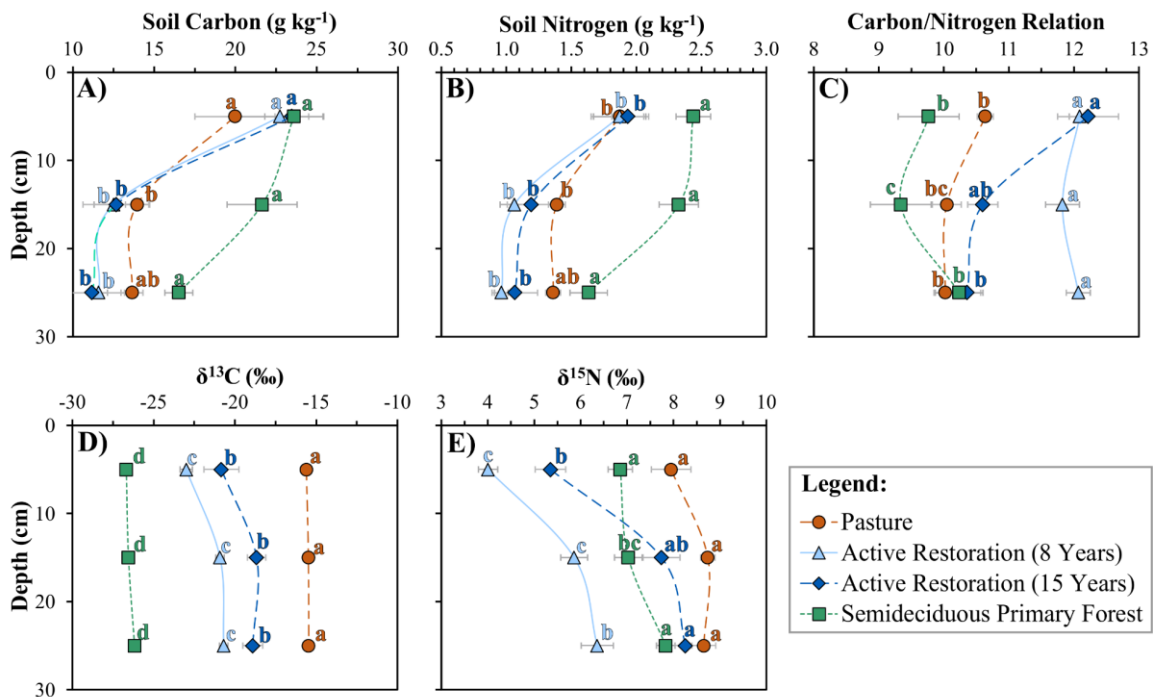 Soil Carbon (g kg⁻¹)
Soil Nitrogen (g kg⁻¹)
Carbon/Nitrogen Relation
10 15 20 25 30
0.5 1.0 1.5 2.0 2.5 3.0
8 9 10 11 12 13
Depth (cm)
0
10
20
30
A)
a a a a
b b b a
b b ab a
B)
b b b a
b b b a
b b ab a
C)
b b a a
c bc ab a
b b b a
δ¹³C (‰)
δ¹⁵N (‰)
-30 -25 -20 -15 -10
3 4 5 6 7 8 9 10
Depth (cm)
0
10
20
30
D)
d c b a
d c b a
d c b a
E)
c b a a
c bc ab a
b a a a
Legend:
Pasture
Active Restoration (8 Years)
Active Restoration (15 Years)
Semideciduous Primary Forest